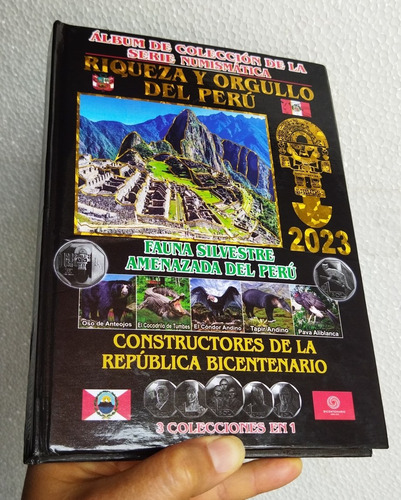 ÁLBUM DE COLECCIÓN DE LA
SERIE NUMISMÁTICA
RIQUEZA Y ORGULLO
DEL PERÚ
2023
FAUNA SILVESTRE
AMENAZADA DEL PERÚ
Oso de Anteojos
El Cocodrilo de Tumbes
El Cóndor Andino
Tapir Andino
Pava Aliblanca
CONSTRUCTORES DE LA
REPÚBLICA BICENTENARIO
3 COLECCIONES EN 1